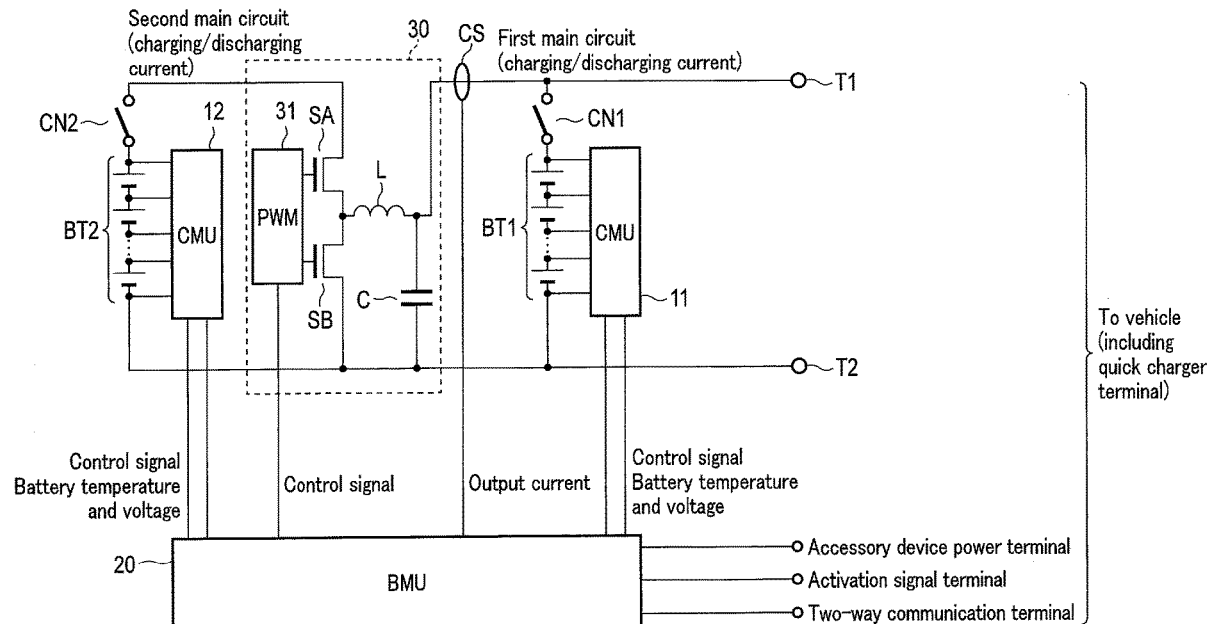 Second main circuit
(charging/discharging
current)
30
CS
First main circuit
(charging/discharging current)
T1
CN2
12
31
SA
CN1
L
BT2
CMU
PWM
BT1
CMU
C
SB
11
To vehicle
(including
quick charger
terminal)
T2
Control signal
Battery temperature
and voltage
Control signal
Output current
Control signal
Battery temperature
and voltage
20
BMU
Accessory device power terminal
Activation signal terminal
Two-way communication terminal